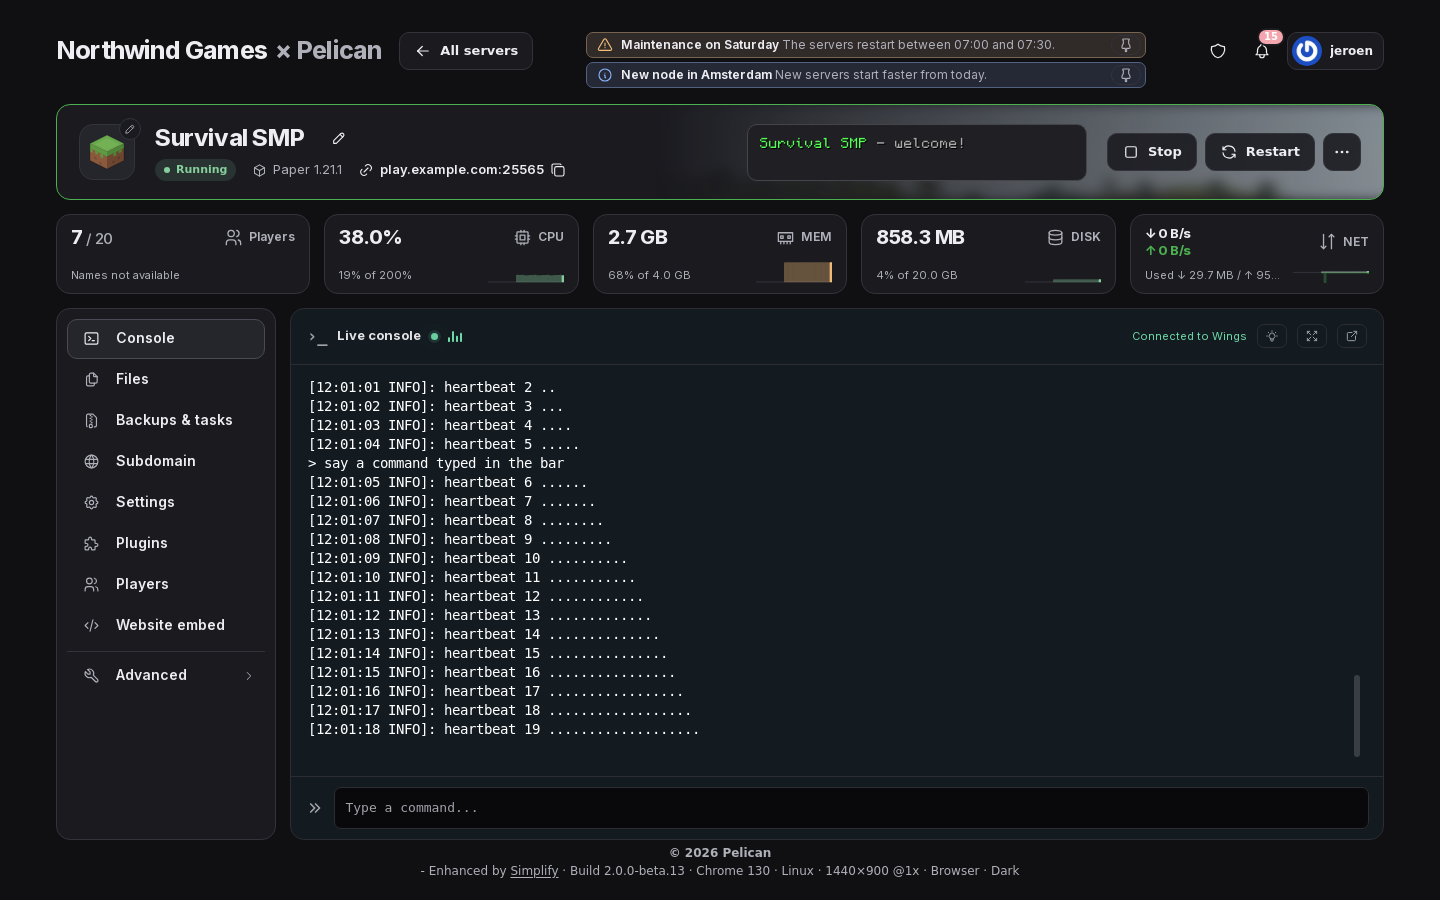 Northwind Games × Pelican
All servers
Maintenance on Saturday The servers restart between 07:00 and 07:30.
New node in Amsterdam New servers start faster from today.
15
jeroen
Survival SMP
Running
Paper 1.21.1
play.example.com:25565
Survival SMP - welcome!
Stop
Restart
7 / 20
Players
Names not available
38.0%
CPU
19% of 200%
2.7 GB
MEM
68% of 4.0 GB
858.3 MB
DISK
4% of 20.0 GB
↓ 0 B/s
↑ 0 B/s
NET
Used ↓ 29.7 MB / ↑ 95...
Console
Files
Backups & tasks
Subdomain
Settings
Plugins
Players
Website embed
Advanced
Live console
Connected to Wings
[12:01:01 INFO]: heartbeat 2 ..
[12:01:02 INFO]: heartbeat 3 ...
[12:01:03 INFO]: heartbeat 4 ....
[12:01:04 INFO]: heartbeat 5 .....
> say a command typed in the bar
[12:01:05 INFO]: heartbeat 6 ......
[12:01:06 INFO]: heartbeat 7 .......
[12:01:07 INFO]: heartbeat 8 ........
[12:01:08 INFO]: heartbeat 9 .........
[12:01:09 INFO]: heartbeat 10 ..........
[12:01:10 INFO]: heartbeat 11 ...........
[12:01:11 INFO]: heartbeat 12 ............
[12:01:12 INFO]: heartbeat 13 .............
[12:01:13 INFO]: heartbeat 14 ..............
[12:01:14 INFO]: heartbeat 15 ...............
[12:01:15 INFO]: heartbeat 16 ................
[12:01:16 INFO]: heartbeat 17 .................
[12:01:17 INFO]: heartbeat 18 ..................
[12:01:18 INFO]: heartbeat 19 ...................
Type a command...
© 2026 Pelican
- Enhanced by Simplify · Build 2.0.0-beta.13 · Chrome 130 · Linux · 1440×900 @1x · Browser · Dark